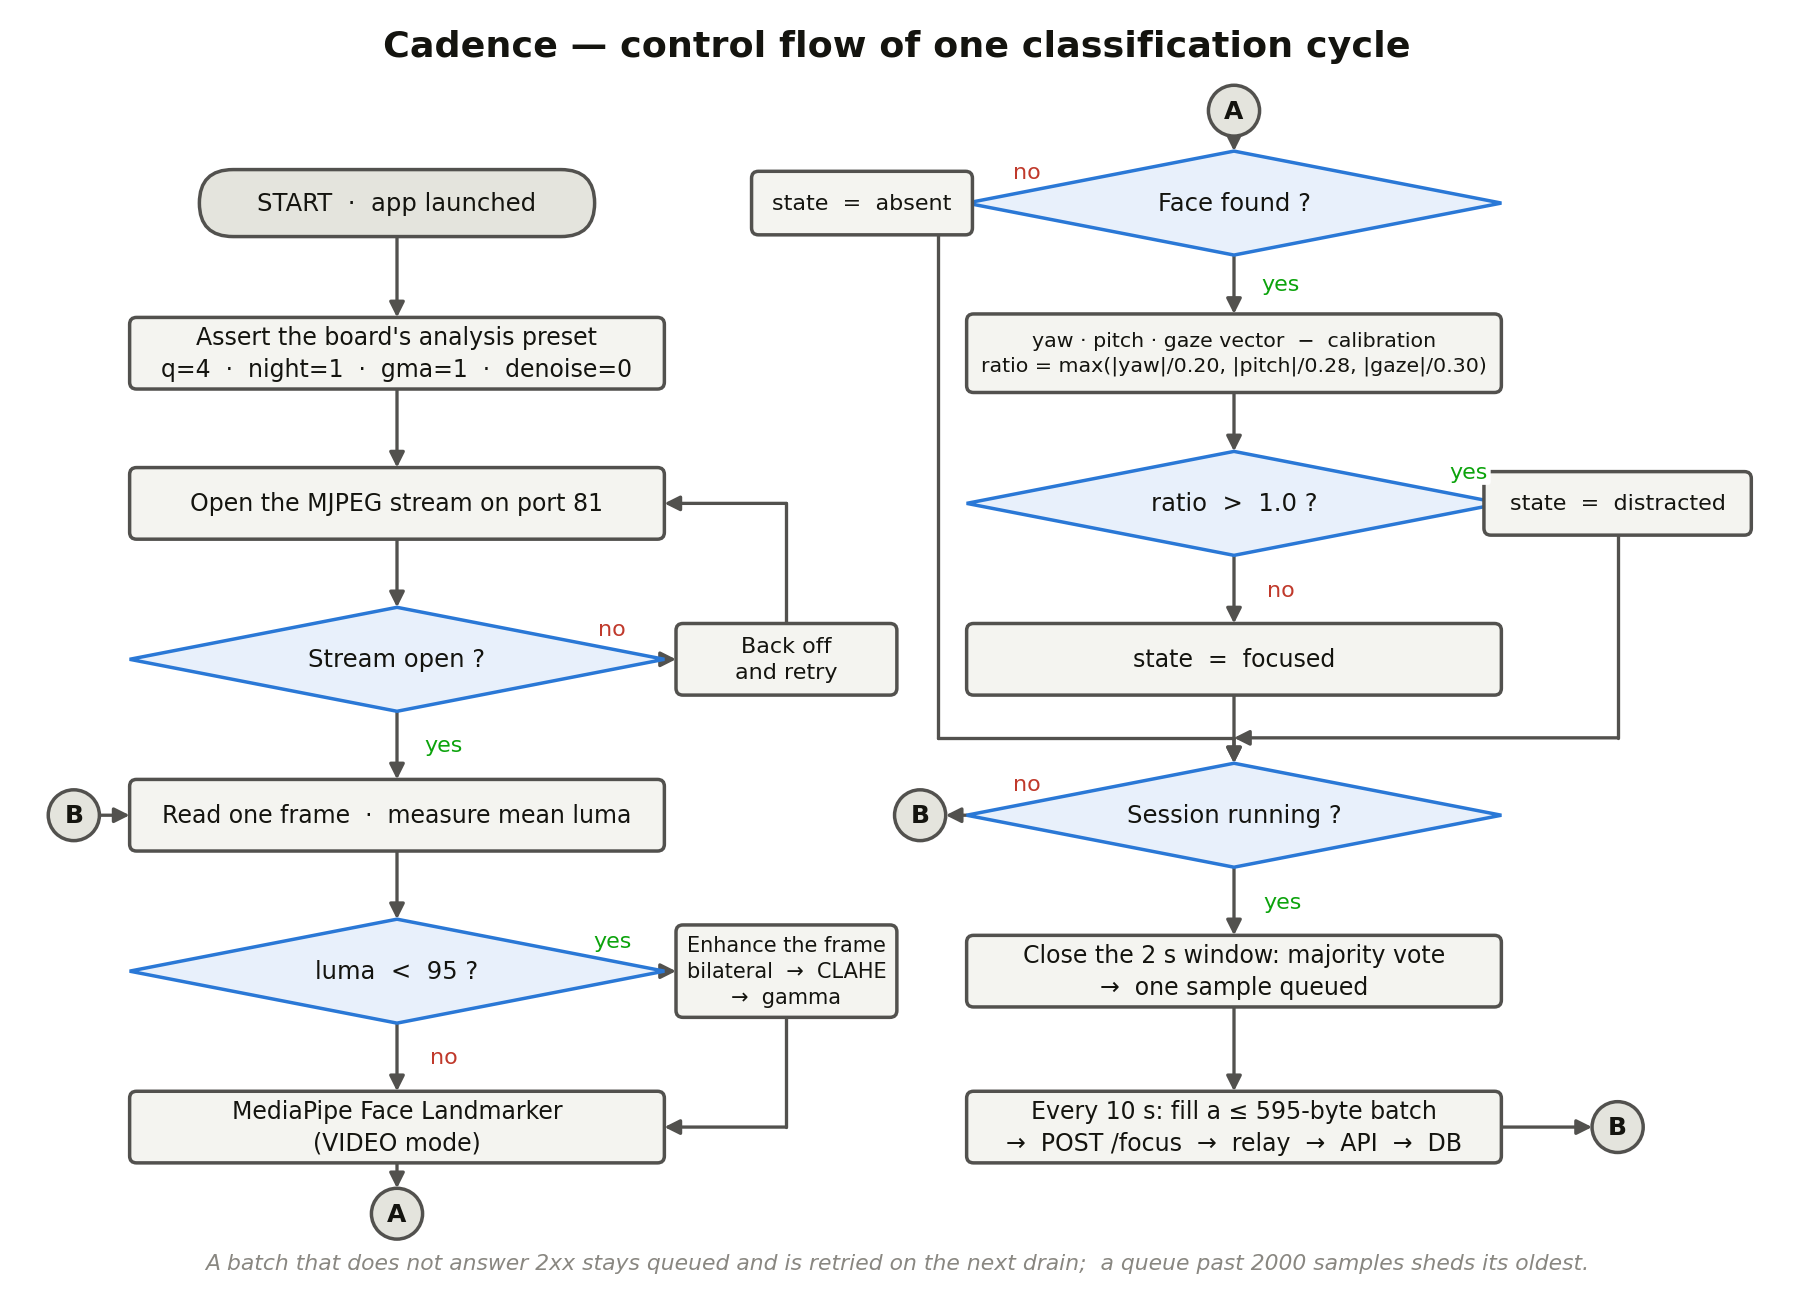 Cadence — control flow of one classification cycle
START · app launched
Assert the board's analysis preset
q=4 · night=1 · gma=1 · denoise=0
Open the MJPEG stream on port 81
Stream open ?
no
Back off
and retry
yes
B
Read one frame · measure mean luma
luma < 95 ?
yes
Enhance the frame
bilateral → CLAHE
→ gamma
no
MediaPipe Face Landmarker
(VIDEO mode)
A
A
Face found ?
no
state = absent
yes
yaw · pitch · gaze vector − calibration
ratio = max(|yaw|/0.20, |pitch|/0.28, |gaze|/0.30)
ratio > 1.0 ?
yes
state = distracted
no
state = focused
Session running ?
no
B
yes
Close the 2 s window: majority vote
→ one sample queued
Every 10 s: fill a ≤ 595-byte batch
→ POST /focus → relay → API → DB
B
A batch that does not answer 2xx stays queued and is retried on the next drain; a queue past 2000 samples sheds its oldest.